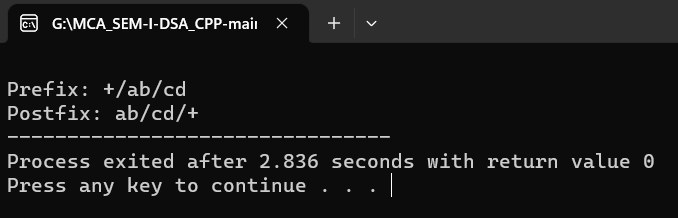 G:\MCA_SEM-I-DSA_CPP-mair
Prefix: +/ab/cd
Postfix: ab/cd/+
--------------------------------
Process exited after 2.836 seconds with return value 0
Press any key to continue . . .